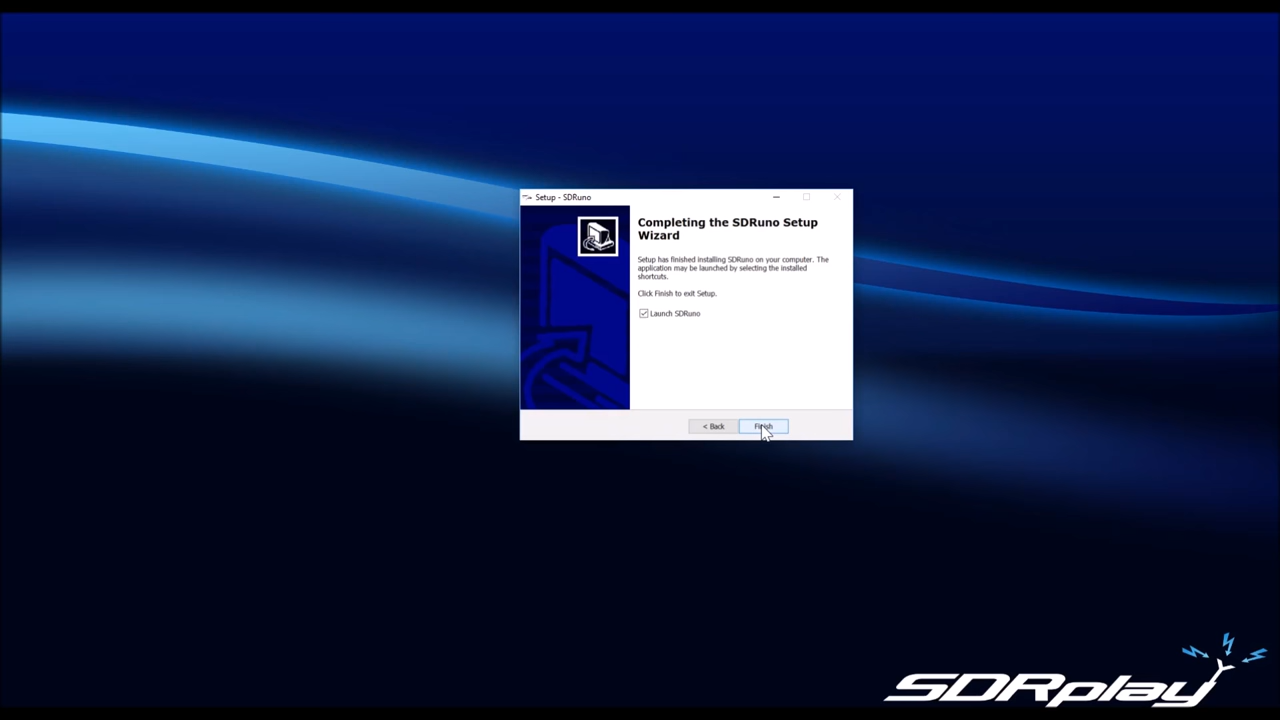 Setup - SDRuno
Completing the SDRuno Setup
Wizard
Setup has finished installing SDRuno on your computer. The
application may be launched by selecting the installed
shortcuts.
Click Finish to exit Setup.
Launch SDRuno
< Back
Finish
SDRplay